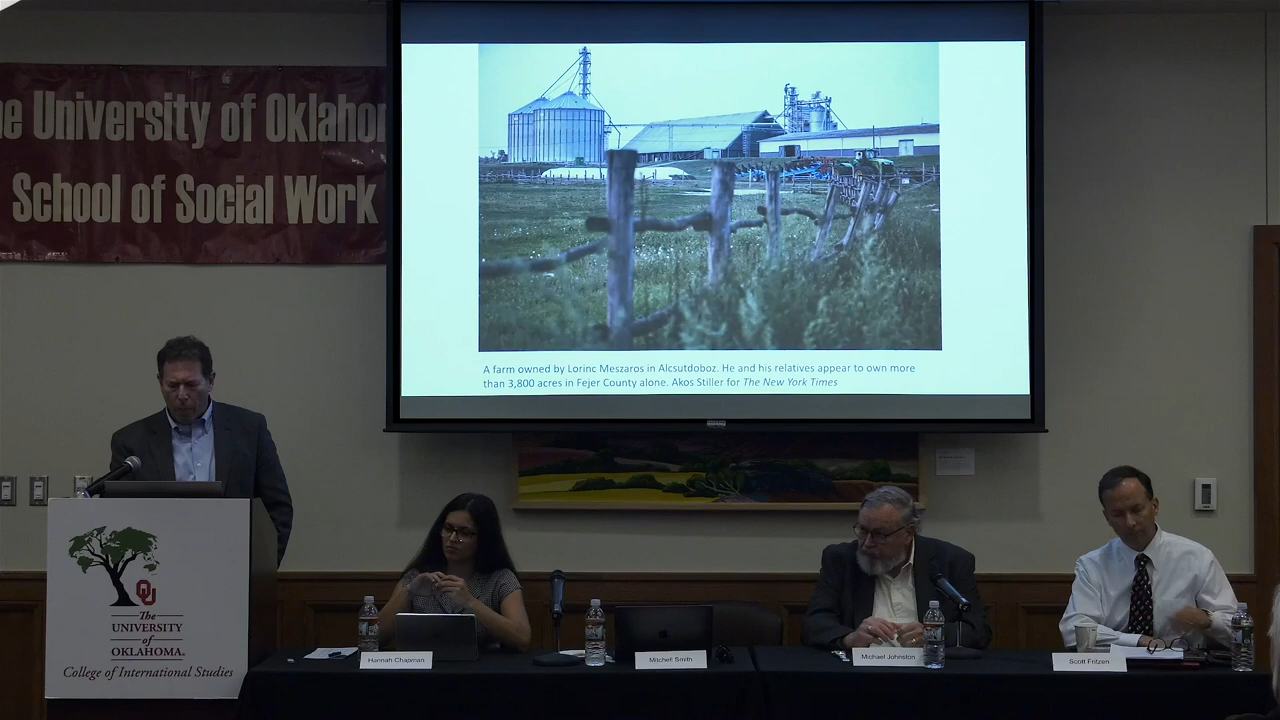 he University of Oklahom
School of Social Work
A farm owned by Lorinc Meszaros in Alcsutdoboz. He and his relatives appear to own more
than 3,800 acres in Fejer County alone. Akos Stiller for The New York Times
OU
The
UNIVERSITY
of
OKLAHOMA
College of International Studies
Hannah Chapman
Mitchell Smith
Michael Johnston
Scott Fritzen